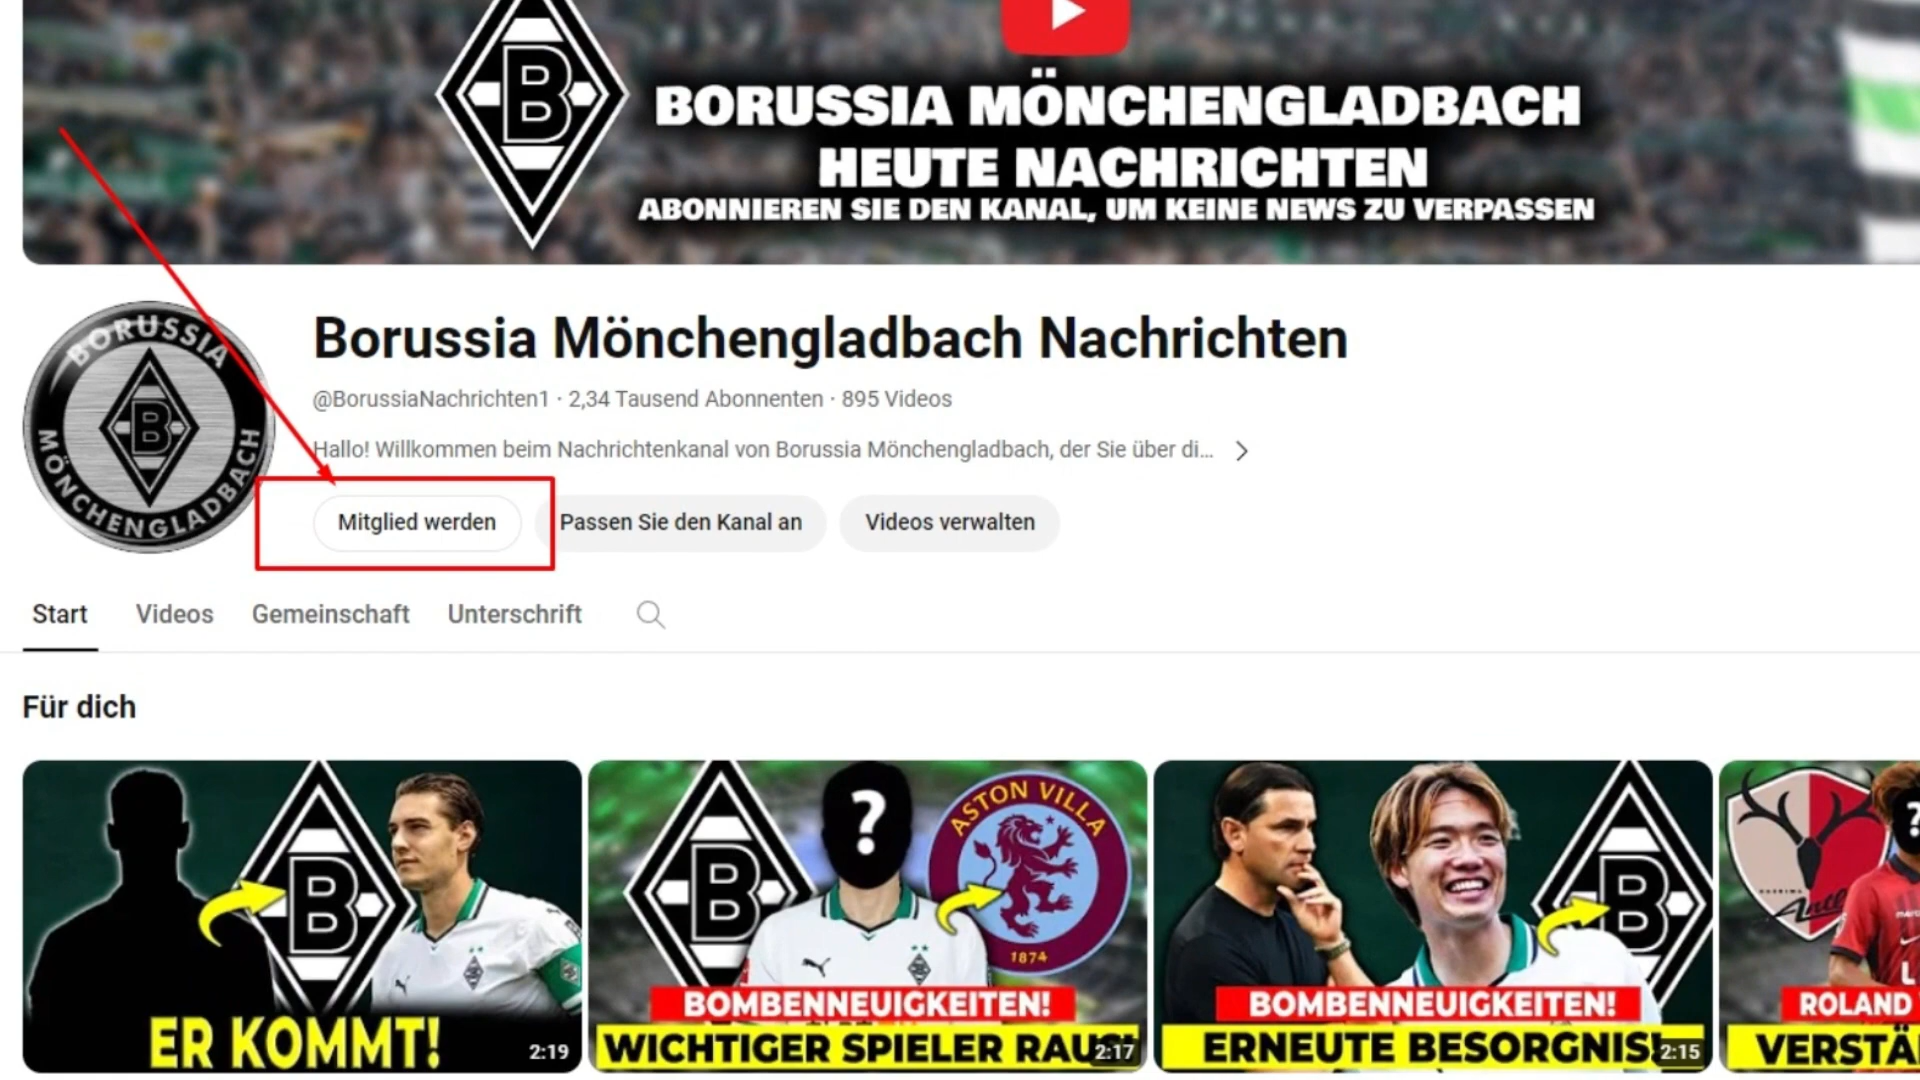 B
BORUSSIA MÖNCHENGLADBACH
HEUTE NACHRICHTEN
ABONNIEREN SIE DEN KANAL, UM KEINE NEWS ZU VERPASSEN
BORUSSIA
B
MÖNCHENGLADBACH
Borussia Mönchengladbach Nachrichten
@BorussiaNachrichten1 · 2,34 Tausend Abonnenten · 895 Videos
Hallo! Willkommen beim Nachrichtenkanal von Borussia Mönchengladbach, der Sie über di...
Mitglied werden
Passen Sie den Kanal an
Videos verwalten
Start Videos Gemeinschaft Unterschrift
Für dich
B
ER KOMMT!
2:19
B
?
ASTON VILLA
1874
BOMBENNEUIGKEITEN!
WICHTIGER SPIELER RAUS!
2:17
B
BOMBENNEUIGKEITEN!
ERNEUTE BESORGNIS!
2:15
?
ROLAND
VERSTÄ